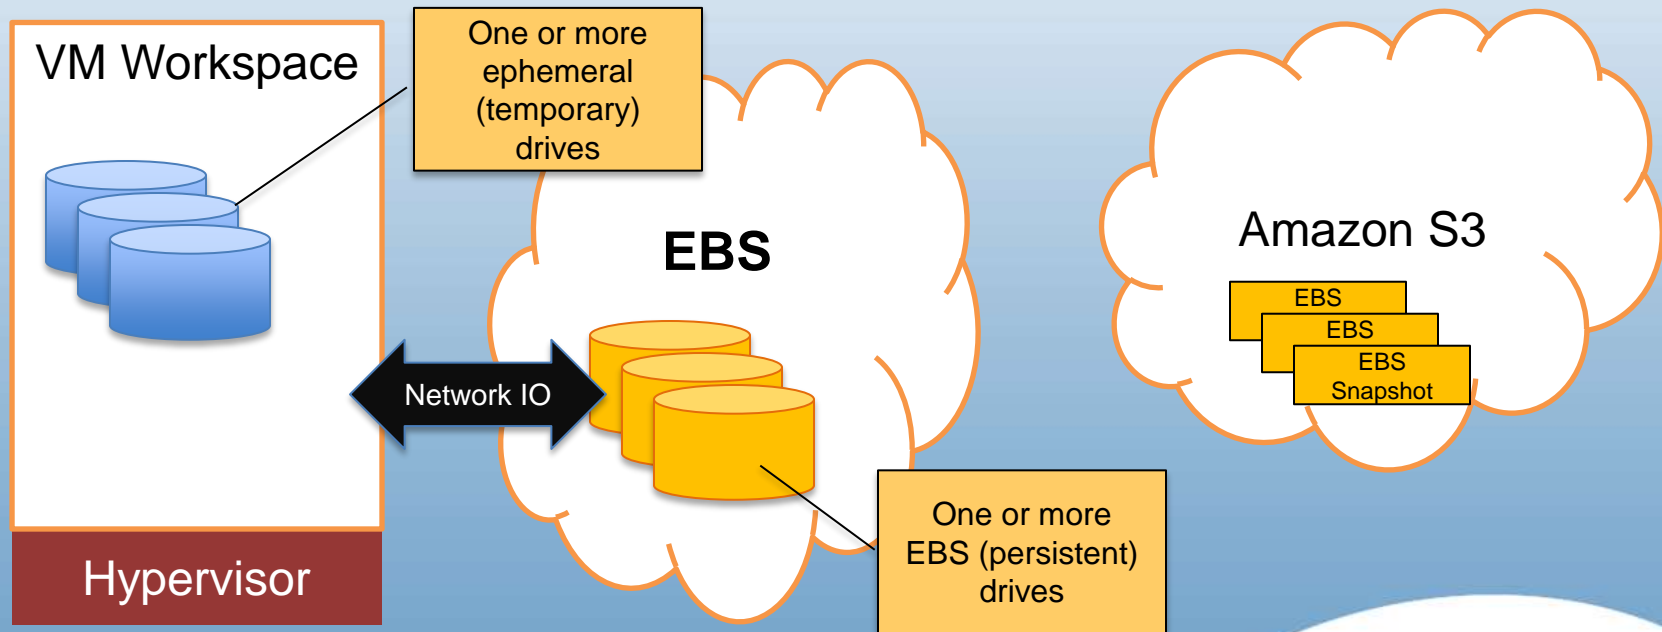 VM Workspace
One or more
ephemeral
(temporary)
drives
EBS
Amazon S3
EBS
EBS
EBS
Snapshot
Network IO
One or more
EBS (persistent)
drives
Hypervisor